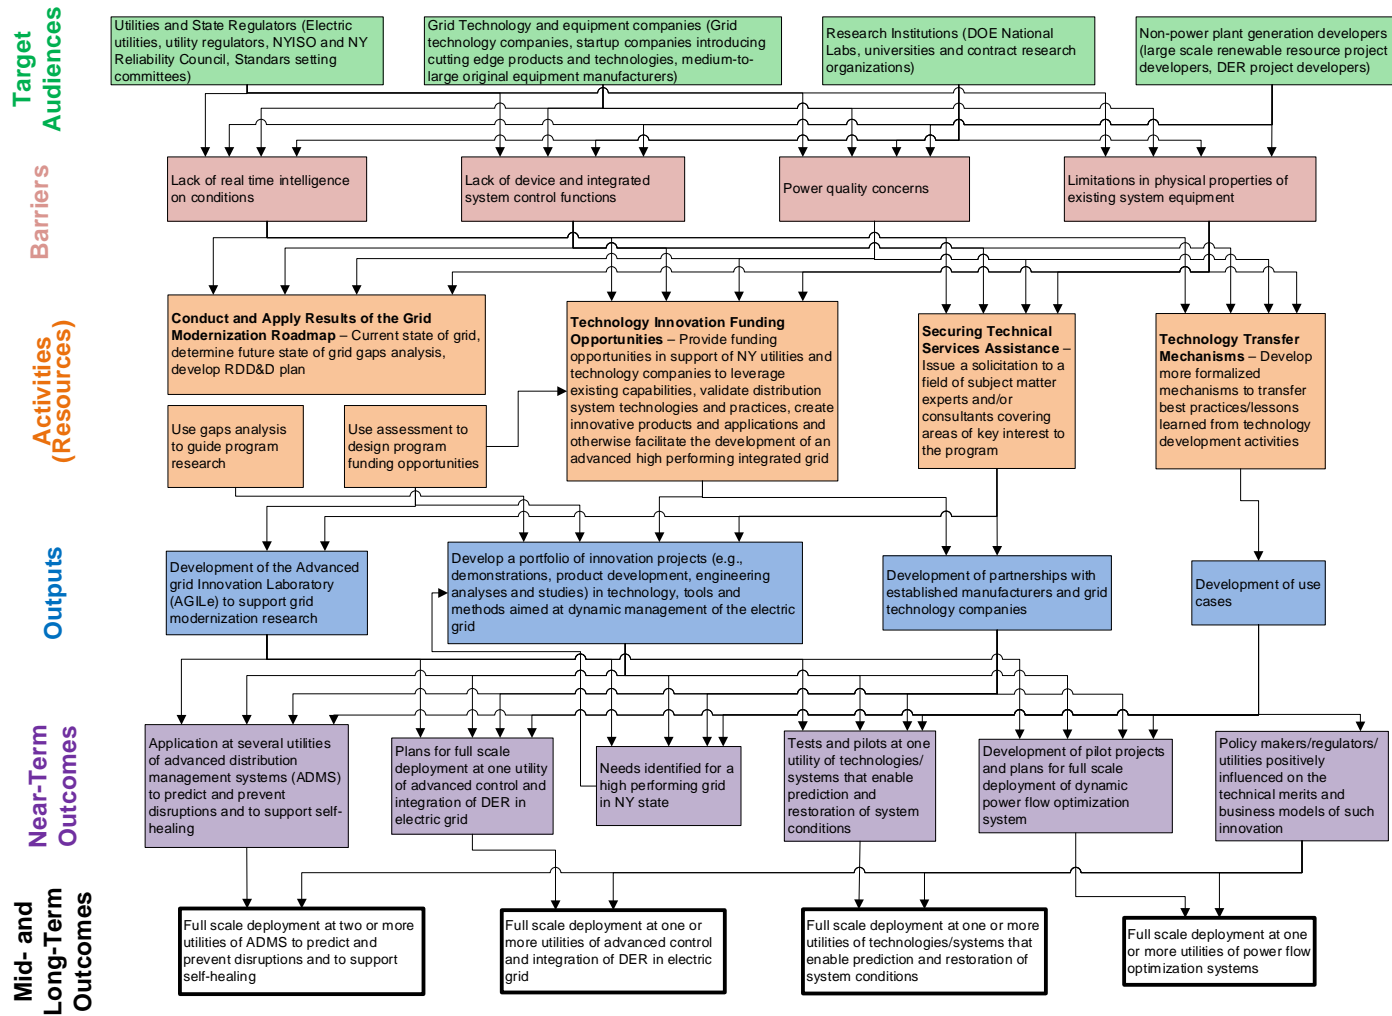 Target
Audiences
Utilities and State Regulators (Electric
utilities, utility regulators, NYISO and NY
Reliability Council, Standars setting
committees)
Grid Technology and equipment companies (Grid
technology companies, startup companies introducing
cutting edge products and technologies, medium-to-
large original equipment manufacturers)
Research Institutions (DOE National
Labs, universities and contract research
organizations)
Non-power plant generation developers
(large scale renewable resource project
developers, DER project developers)
Barriers
Lack of real time intelligence
on conditions
Lack of device and integrated
system control functions
Power quality concerns
Limitations in physical properties of
existing system equipment
Activities
(Resources)
Conduct and Apply Results of the Grid
Modernization Roadmap – Current state of grid,
determine future state of grid gaps analysis,
develop RDD&D plan
Use gaps analysis
to guide program
research
Use assessment to
design program
funding opportunities
Technology Innovation Funding
Opportunities – Provide funding
opportunities in support of NY utilities and
technology companies to leverage
existing capabilities, validate distribution
system technologies and practices, create
innovative products and applications and
otherwise facilitate the development of an
advanced high performing integrated grid
Securing Technical
Services Assistance –
Issue a solicitation to a
field of subject matter
experts and/or
consultants covering
areas of key interest to
the program
Technology Transfer
Mechanisms – Develop
more formalized
mechanisms to transfer
best practices/lessons
learned from technology
development activities
Outputs
Development of the Advanced
grid Innovation Laboratory
(AGILe) to support grid
modernization research
Develop a portfolio of innovation projects (e.g.,
demonstrations, product development, engineering
analyses and studies) in technology, tools and
methods aimed at dynamic management of the electric
grid
Development of partnerships with
established manufacturers and grid
technology companies
Development of use
cases
Near-Term
Outcomes
Application at several utilities
of advanced distribution
management systems (ADMS)
to predict and prevent
disruptions and to support self-
healing
Plans for full scale
deployment at one utility
of advanced control and
integration of DER in
electric grid
Needs identified for a
high performing grid
in NY state
Tests and pilots at one
utility of technologies/
systems that enable
prediction and
restoration of system
conditions
Development of pilot projects
and plans for full scale
deployment of dynamic
power flow optimization
system
Policy makers/regulators/
utilities positively
influenced on the
technical merits and
business models of such
innovation
Mid- and
Long-Term
Outcomes
Full scale deployment at two or more
utilities of ADMS to predict and
prevent disruptions and to support
self-healing
Full scale deployment at one or
more utilities of advanced control
and integration of DER in electric
grid
Full scale deployment at one or more
utilities of technologies/systems that
enable prediction and restoration of
system conditions
Full scale deployment at one
or more utilities of power flow
optimization systems